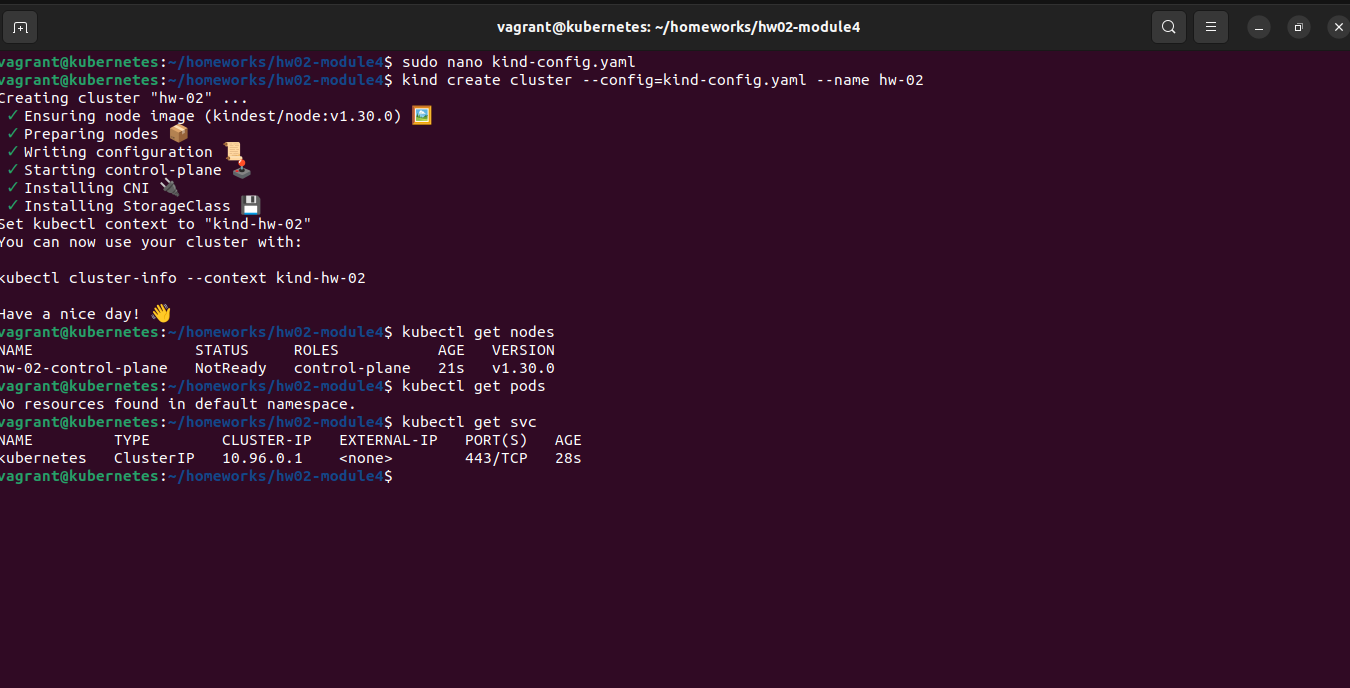 vagrant@kubernetes: ~/homeworks/hw02-module4
vagrant@kubernetes:~/homeworks/hw02-module4$ sudo nano kind-config.yaml
vagrant@kubernetes:~/homeworks/hw02-module4$ kind create cluster --config=kind-config.yaml --name hw-02
Creating cluster "hw-02" ...
✓ Ensuring node image (kindest/node:v1.30.0) 🖼️
✓ Preparing nodes 📦
✓ Writing configuration 📜
✓ Starting control-plane 🕹️
✓ Installing CNI 🔌
✓ Installing StorageClass 💾
Set kubectl context to "kind-hw-02"
You can now use your cluster with:
kubectl cluster-info --context kind-hw-02
Have a nice day! 👋
vagrant@kubernetes:~/homeworks/hw02-module4$ kubectl get nodes
NAME STATUS ROLES AGE VERSION
hw-02-control-plane NotReady control-plane 21s v1.30.0
vagrant@kubernetes:~/homeworks/hw02-module4$ kubectl get pods
No resources found in default namespace.
vagrant@kubernetes:~/homeworks/hw02-module4$ kubectl get svc
NAME TYPE CLUSTER-IP EXTERNAL-IP PORT(S) AGE
kubernetes ClusterIP 10.96.0.1 <none> 443/TCP 28s
vagrant@kubernetes:~/homeworks/hw02-module4$